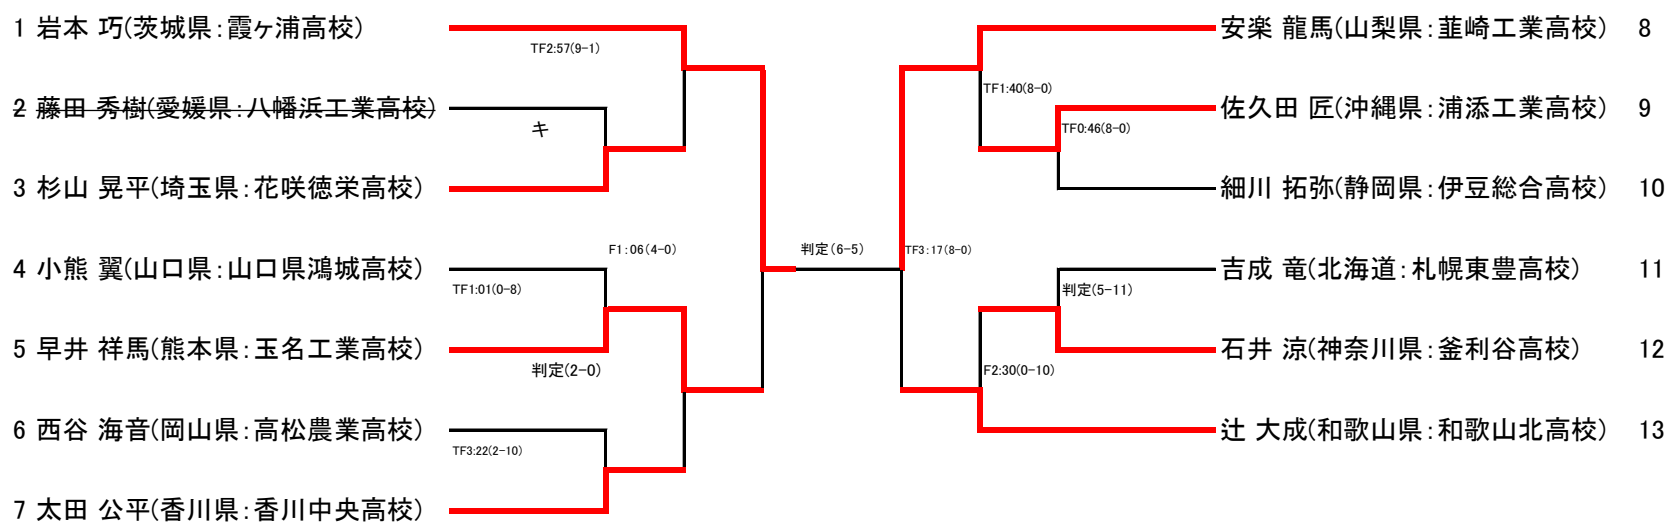 1 岩本 巧(茨城県：霞ヶ浦高校)
TF2:57(9-1)
2 藤田 秀樹(愛媛県：八幡浜工業高校)
キ
3 杉山 晃平(埼玉県：花咲徳栄高校)
F1：06(4-0)
4 小熊 翼(山口県：山口県鴻城高校)
TF1:01(0-8)
5 早井 祥馬(熊本県：玉名工業高校)
判定(2-0)
6 西谷 海音(岡山県：高松農業高校)
TF3:22(2-10)
7 太田 公平(香川県：香川中央高校)
判定(6-5)
安楽 龍馬(山梨県：韮崎工業高校) 8
TF1:40(8-0)
佐久田 匠(沖縄県：浦添工業高校) 9
TF0:46(8-0)
細川 拓弥(静岡県：伊豆総合高校) 10
TF3：17(8-0)
吉成 竜(北海道：札幌東豊高校) 11
判定(5-11)
石井 涼(神奈川県：釜利谷高校) 12
F2:30(0-10)
辻 大成(和歌山県：和歌山北高校) 13